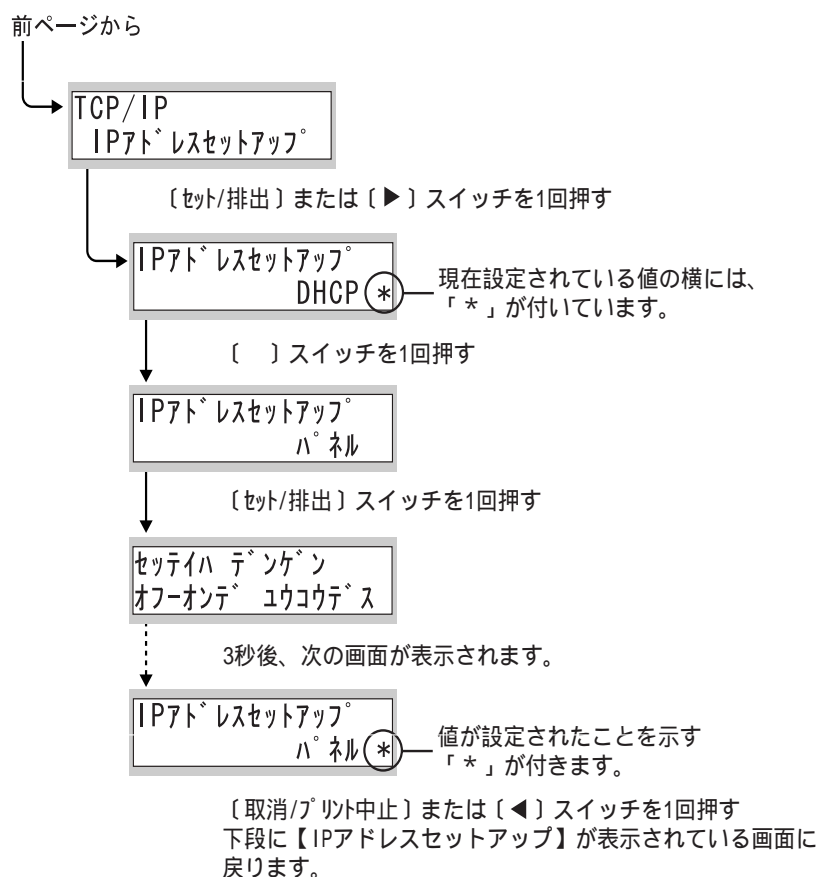 前ページから
TCP/IP
IPｱﾄﾞﾚｽｾｯﾄｱｯﾌﾟ
〔ｾｯﾄ/排出〕または〔▶〕スイッチを1回押す
IPｱﾄﾞﾚｽｾｯﾄｱｯﾌﾟ
DHCP *
現在設定されている値の横には、
「＊」が付いています。
〔　〕スイッチを1回押す
IPｱﾄﾞﾚｽｾｯﾄｱｯﾌﾟ
ﾊﾟﾈﾙ
〔ｾｯﾄ/排出〕スイッチを1回押す
ｾｯﾃｲﾊ ﾃﾞﾝｹﾞﾝ
ｵﾌーｵﾝﾃﾞ ﾕｳｺｳﾃﾞｽ
3秒後、次の画面が表示されます。
IPｱﾄﾞﾚｽｾｯﾄｱｯﾌﾟ
ﾊﾟﾈﾙ *
値が設定されたことを示す
「＊」が付きます。
〔取消/ﾌﾟﾘﾝﾄ中止〕または〔◀〕スイッチを1回押す
下段に【IPアドレスセットアップ】が表示されている画面に
戻ります。